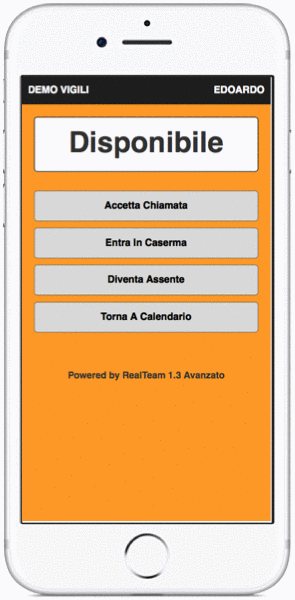 DEMO VIGILI EDOARDO
Disponibile
Accetta Chiamata
Entra In Caserma
Diventa Assente
Torna A Calendario
Powered by RealTeam 1.3 Avanzato